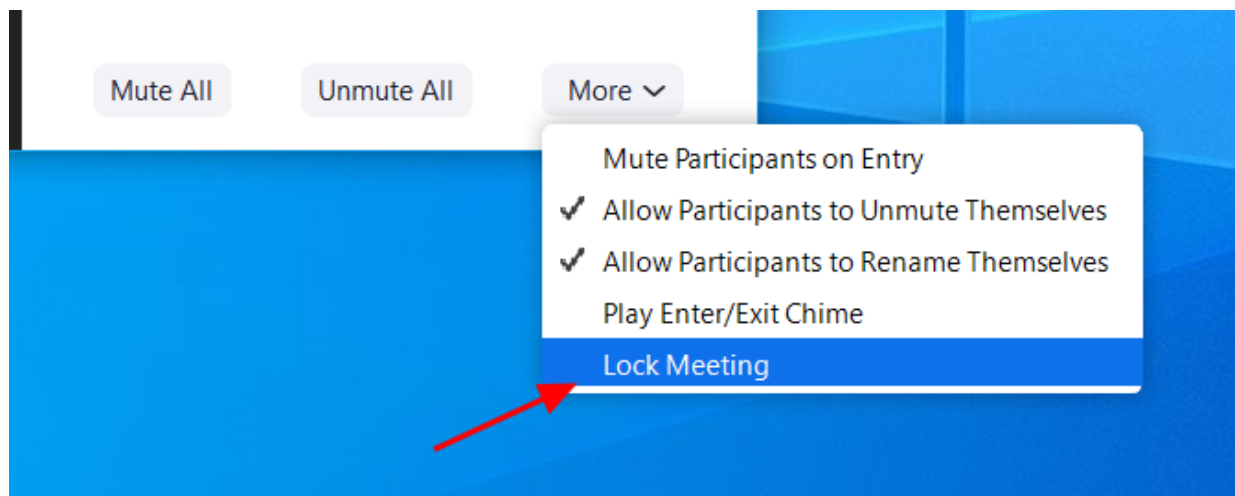 Mute All Unmute All More
Mute Participants on Entry
Allow Participants to Unmute Themselves
Allow Participants to Rename Themselves
Play Enter/Exit Chime
Lock Meeting